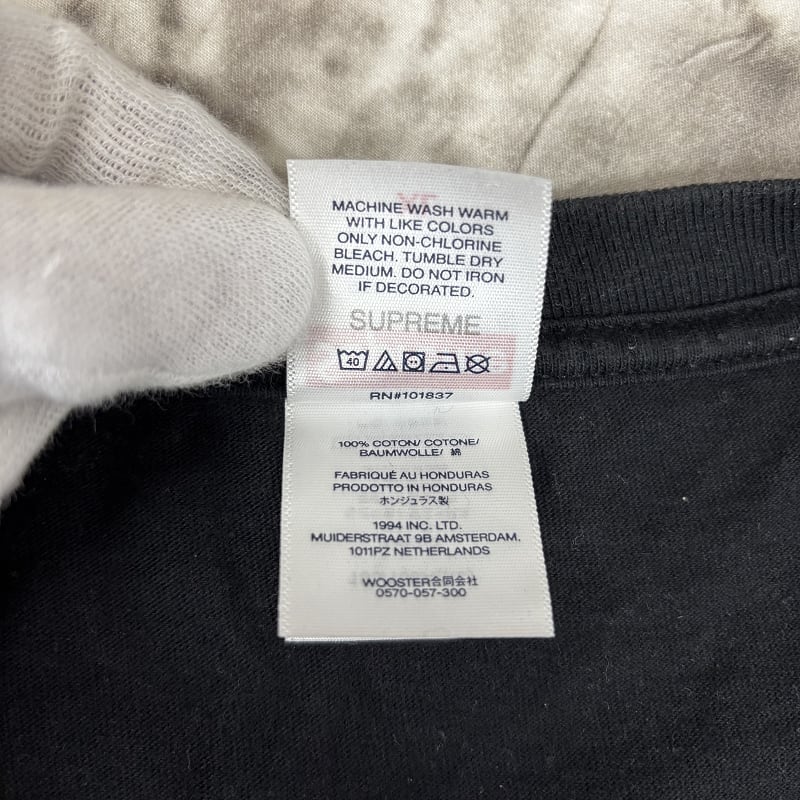 MACHINE WASH WARM
WITH LIKE COLORS
ONLY NON-CHLORINE
BLEACH. TUMBLE DRY
MEDIUM. DO NOT IRON
IF DECORATED.
SUPREME
40
RN#101837
100% COTON/ COTONE/
BAUMWOLLE/ 綿
FABRIQUÉ AU HONDURAS
PRODOTTO IN HONDURAS
ホンジュラス製
1994 INC. LTD.
MUIDERSTRAAT 9B AMSTERDAM.
1011PZ NETHERLANDS
WOOSTER合同会社
0570-057-300